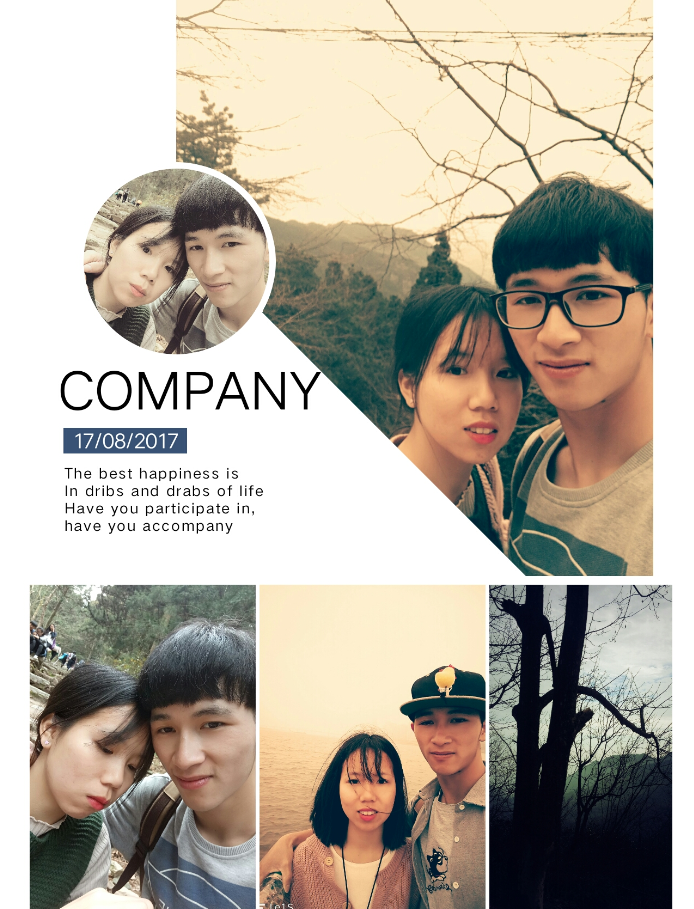 COMPANY
17/08/2017
The best happiness is
In dribs and drabs of life
Have you participate in,
have you accompany